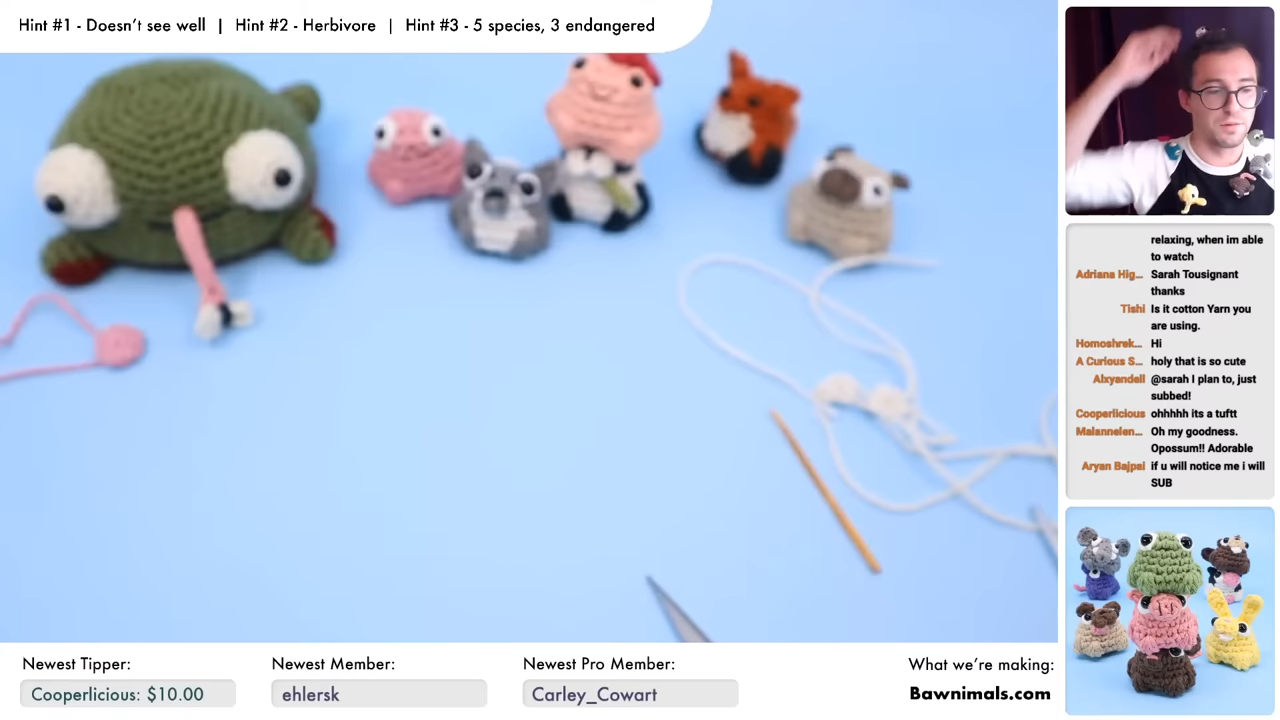 Hint #1 - Doesn't see well | Hint #2 - Herbivore | Hint #3 - 5 species, 3 endangered
relaxing, when im able
to watch
Adriana Hig... Sarah Tousignant
thanks
Tishi Is it cotton Yarn you
are using.
Homoshrek... Hi
A Curious S... holy that is so cute
Alxyandell @sarah I plan to, just
subbed!
Cooperlicious ohhhhh its a tuftt
Malannelen... Oh my goodness.
Opossum!! Adorable
Aryan Bajpai if u will notice me i will
SUB
Newest Tipper:
Cooperlicious: $10.00
Newest Member:
ehlersk
Newest Pro Member:
Carley_Cowart
What we're making:
Bawnimals.com